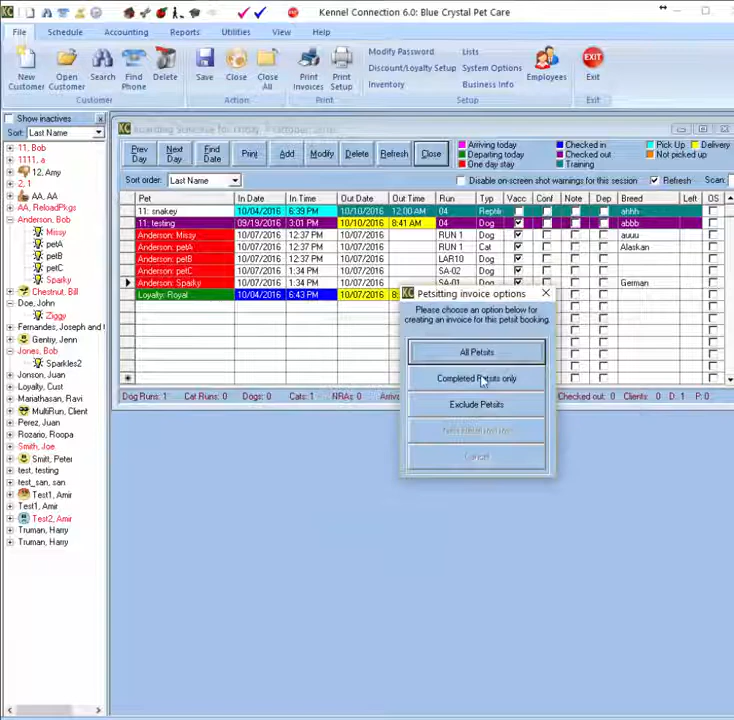 Kennel Connection 6.0: Blue Crystal Pet Care
File Schedule Accounting Reports Utilities View Help
New Customer
Open Customer
Search
Find Phone
Delete
Save
Close
Close All
Print Invoices
Print Setup
Modify Password
Lists
Discount/Loyalty Setup
System Options
Inventory
Business Info
Employees
Exit
Customer Action Print Setup Exit
Show inactives
Sort: Last Name
11, Bob
1111, a
12, Amy
2, 1
AA, AA
AA, ReloadPkgs
Anderson, Bob
Missy
petA
petB
petC
Sparky
Chestnut, Bill
Doe, John
Ziggy
Fernandes, Joseph and
Gentry, Jenn
Jones, Bob
Sparkles2
Jonson, Juan
Loyalty, Cust
Mariathasan, Ravi
MultiRun, Client
Perez, Juan
Rozario, Roopa
Smith, Joe
Smitt, Peter
test, testing
test_san, san
Test1, Amir
Test1, Amir
Test2, Amir
Truman, Harry
Truman, Harry
Prev Day
Next Day
Find Date
Print
Add
Modify
Delete
Refresh
Close
Arriving today
Departing today
One day stay
Checked in
Checked out
Training
Pick Up
Delivery
Not picked up
Sort order: Last Name
Disable on-screen shot warnings for this session
Refresh
Scan:
Pet In Date In Time Out Date Out Time Run Typ Vacc Conf Note Dep Breed Left OS
11: snakey 10/04/2016 6:39 PM 10/10/2016 12:00 AM 04 Reptil ahhh
11: testing 09/19/2016 3:01 PM 10/07/2016 8:41 AM 04 Dog abbb
Anderson: Missy 10/07/2016 12:37 PM 10/07/2016 RUN 1 Dog auuu
Anderson: petA 10/07/2016 12:37 PM 10/07/2016 RUN 1 Cat Alaskan
Anderson: petB 10/07/2016 12:37 PM 10/07/2016 LAR10 Dog
Anderson: petC 10/07/2016 1:34 PM 10/07/2016 SA-02 Dog
Anderson: Sparky 10/07/2016 1:34 PM 10/07/2016 SA-01 Dog German
Loyalty: Royal 10/04/2016 6:43 PM 10/07/2016 8:
Dog Runs: 1 Cat Runs: 1 NRIAs: 0 Dogs: 0 Cats: 1 Checked out: 0 Clients: 0 D: 1 P: 0
Petsitting invoice options
Please choose an option below for
creating an invoice for this petsit booking.
All Petsits
Completed Petsits only
Exclude Petsits
Cancel